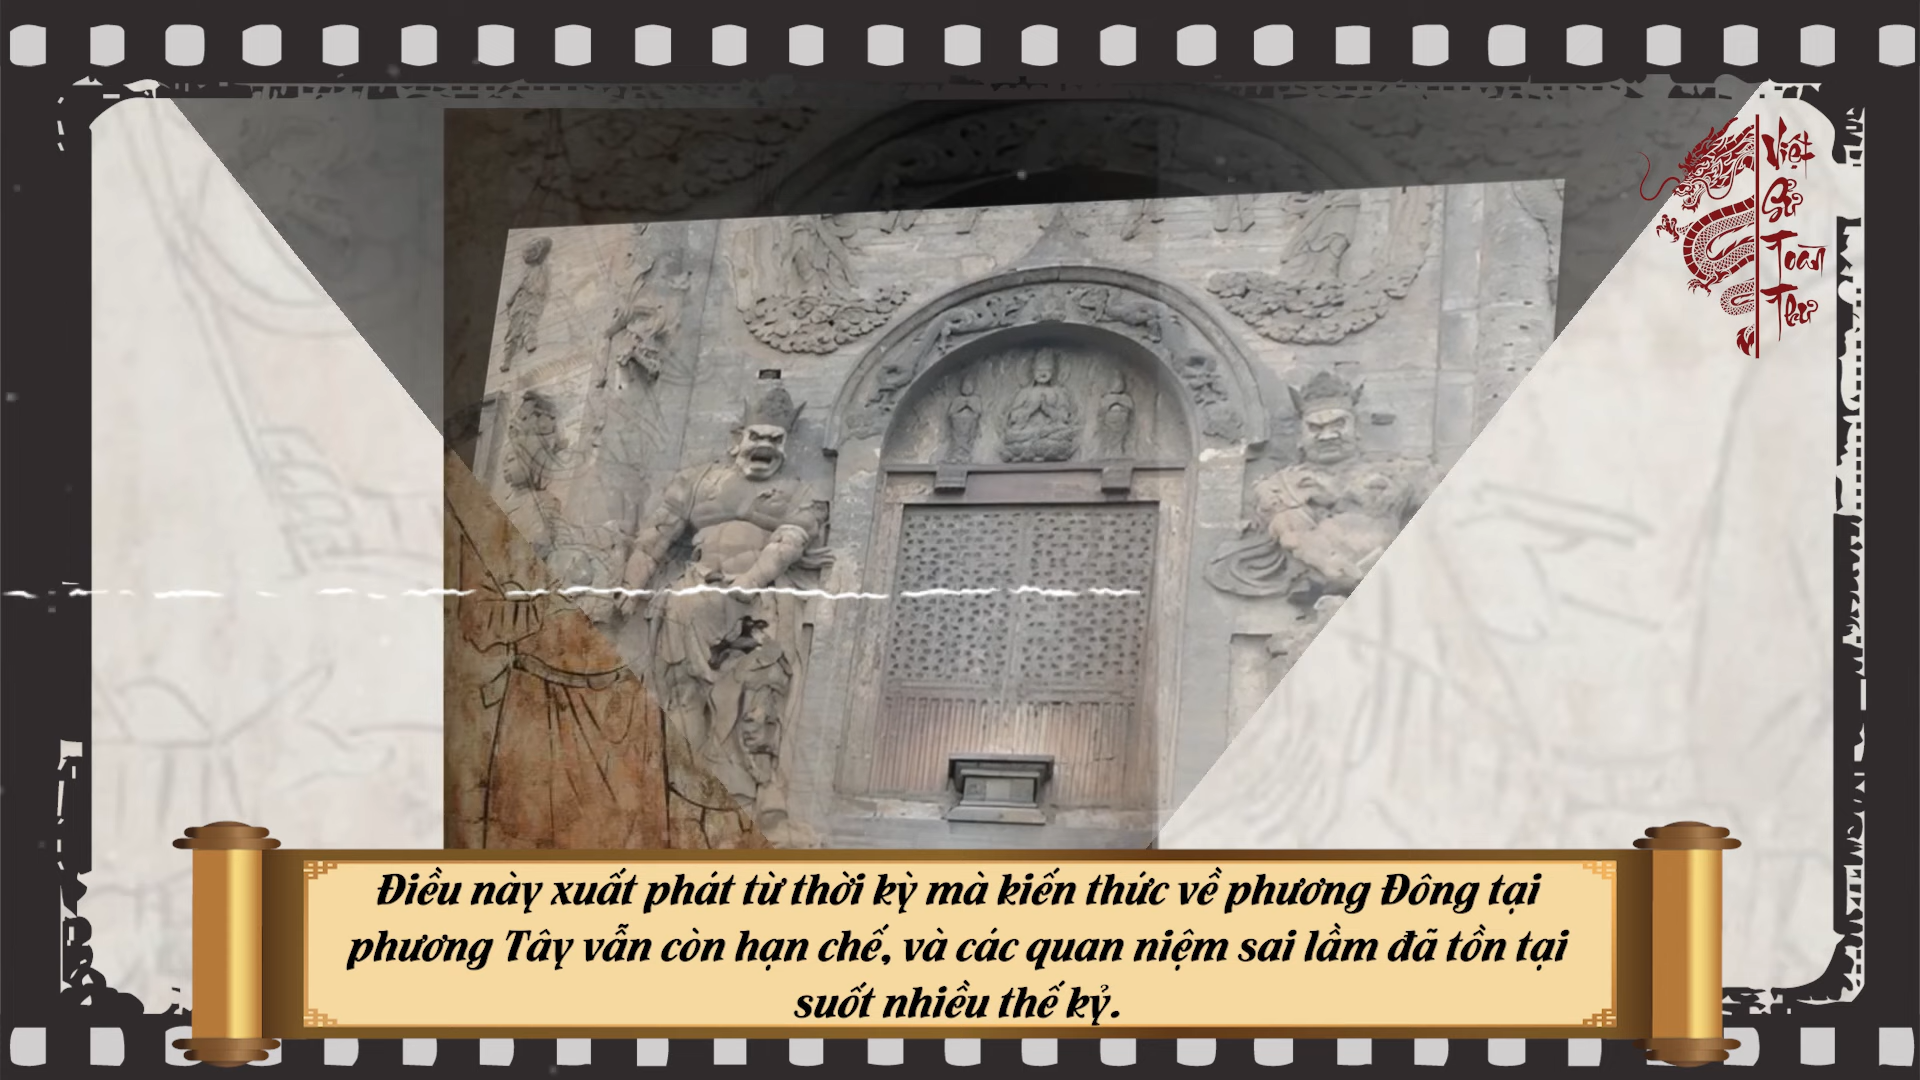 Việt
Sử
Toàn
Thư
Điều này xuất phát từ thời kỳ mà kiến thức về phương Đông tại
phương Tây vẫn còn hạn chế, và các quan niệm sai lầm đã tồn tại
suốt nhiều thế kỷ.